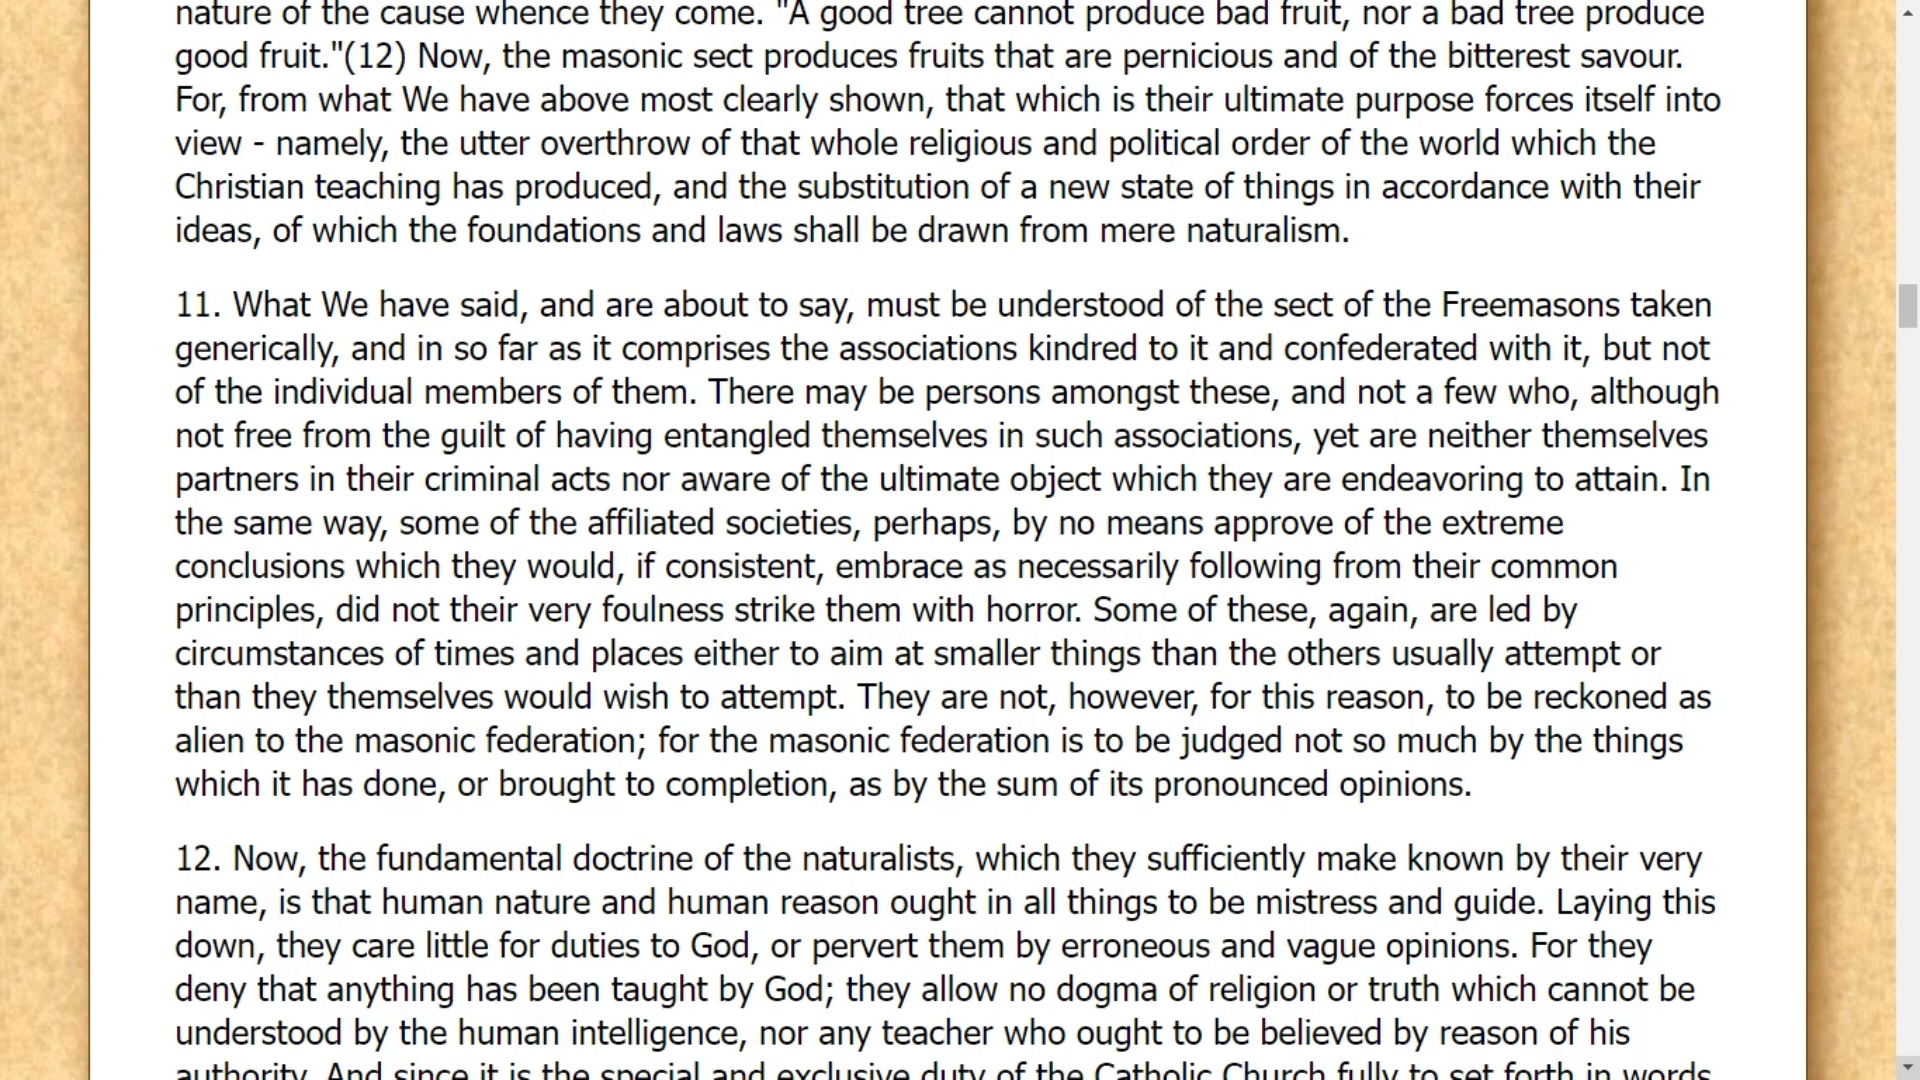 nature of the cause whence they come. "A good tree cannot produce bad fruit, nor a bad tree produce
good fruit."(12) Now, the masonic sect produces fruits that are pernicious and of the bitterest savour.
For, from what We have above most clearly shown, that which is their ultimate purpose forces itself into
view - namely, the utter overthrow of that whole religious and political order of the world which the
Christian teaching has produced, and the substitution of a new state of things in accordance with their
ideas, of which the foundations and laws shall be drawn from mere naturalism.
11. What We have said, and are about to say, must be understood of the sect of the Freemasons taken
generically, and in so far as it comprises the associations kindred to it and confederated with it, but not
of the individual members of them. There may be persons amongst these, and not a few who, although
not free from the guilt of having entangled themselves in such associations, yet are neither themselves
partners in their criminal acts nor aware of the ultimate object which they are endeavoring to attain. In
the same way, some of the affiliated societies, perhaps, by no means approve of the extreme
conclusions which they would, if consistent, embrace as necessarily following from their common
principles, did not their very foulness strike them with horror. Some of these, again, are led by
circumstances of times and places either to aim at smaller things than the others usually attempt or
than they themselves would wish to attempt. They are not, however, for this reason, to be reckoned as
alien to the masonic federation; for the masonic federation is to be judged not so much by the things
which it has done, or brought to completion, as by the sum of its pronounced opinions.
12. Now, the fundamental doctrine of the naturalists, which they sufficiently make known by their very
name, is that human nature and human reason ought in all things to be mistress and guide. Laying this
down, they care little for duties to God, or pervert them by erroneous and vague opinions. For they
deny that anything has been taught by God; they allow no dogma of religion or truth which cannot be
understood by the human intelligence, nor any teacher who ought to be believed by reason of his
authority. And since it is the special and exclusive duty of the Catholic Church fully to set forth in words